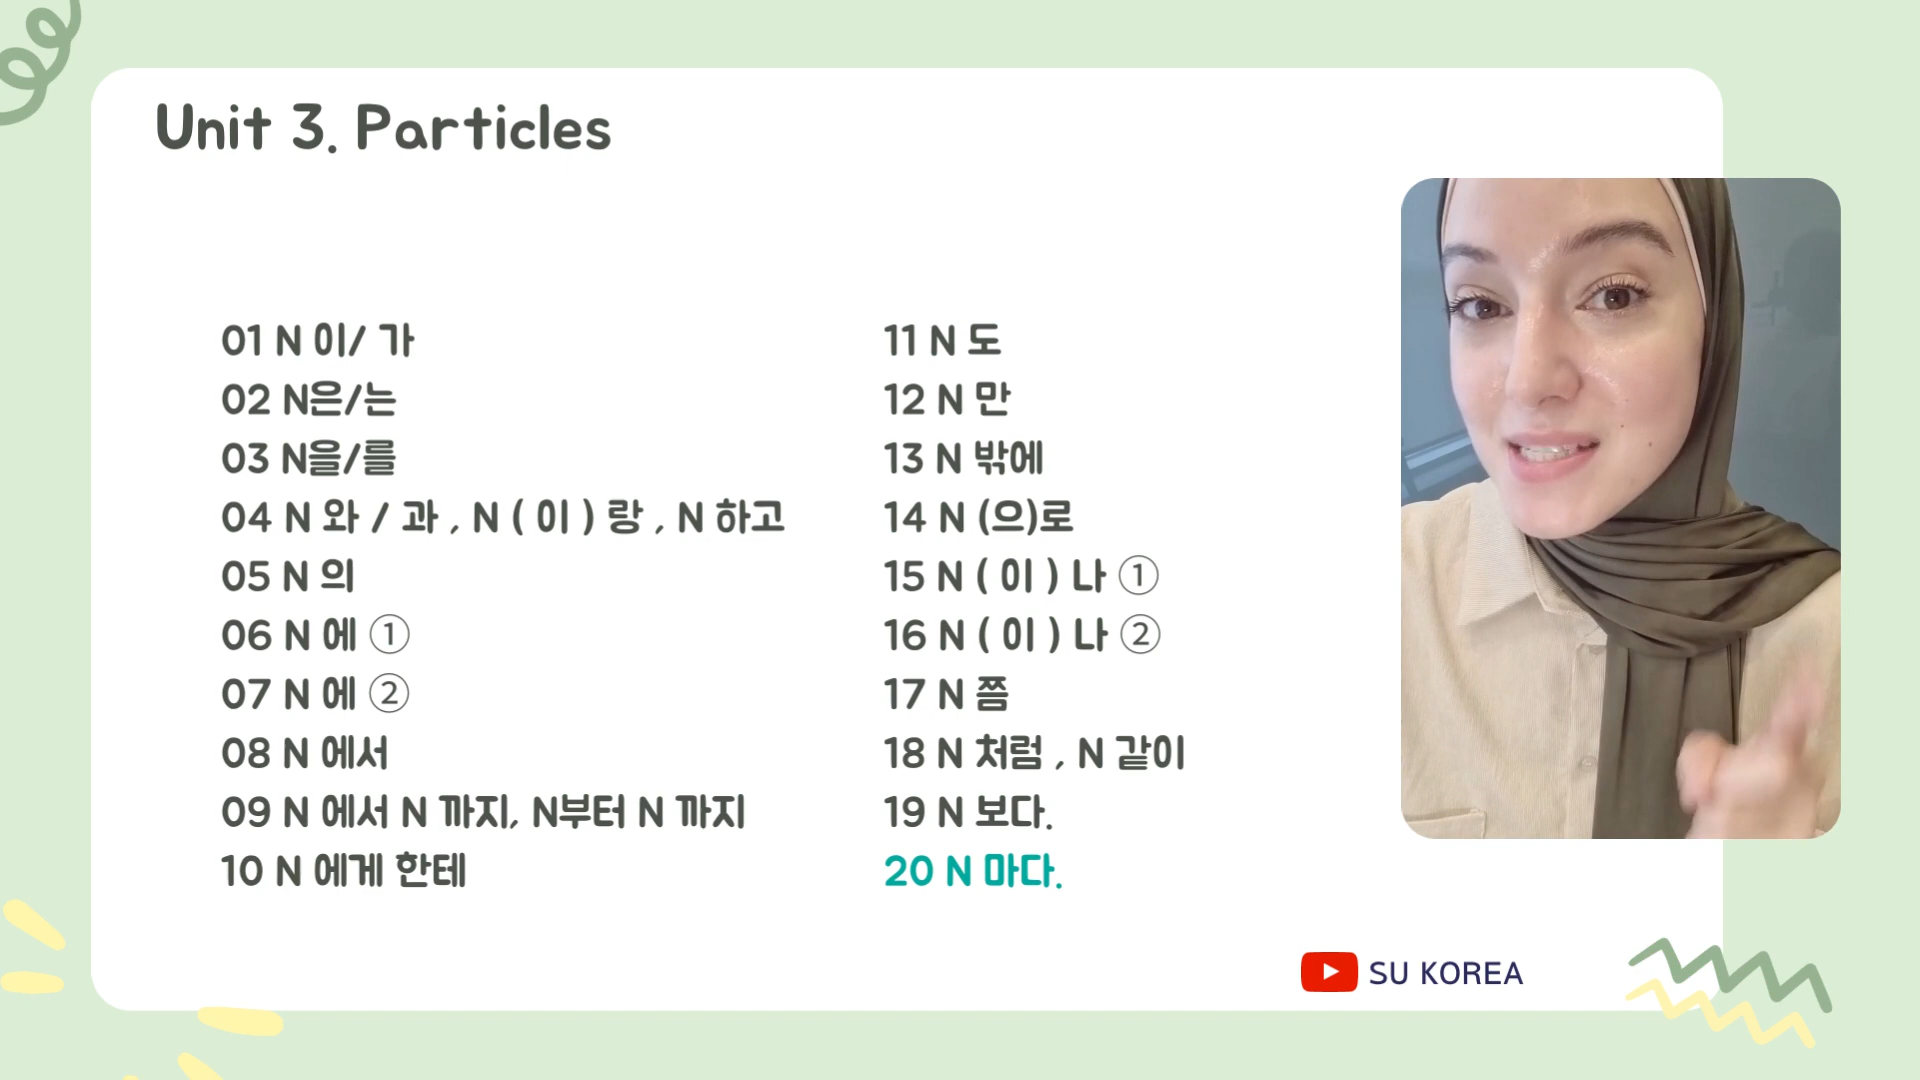 Unit 3. Particles
01 N 이/ 가
02 N은/는
03 N을/를
04 N 와 / 과 , N ( 이 ) 랑 , N 하고
05 N 의
06 N 에 ①
07 N 에 ②
08 N 에서
09 N 에서 N 까지, N부터 N 까지
10 N 에게 한테
11 N 도
12 N 만
13 N 밖에
14 N (으)로
15 N ( 이 ) 나 ①
16 N ( 이 ) 나 ②
17 N 쯤
18 N 처럼 , N 같이
19 N 보다.
20 N 마다.
SU KOREA